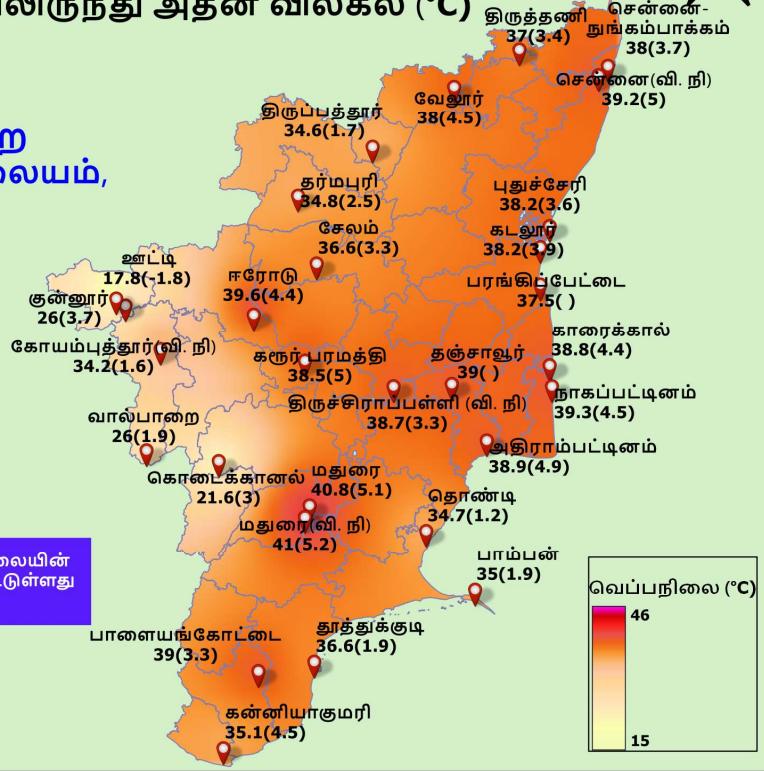 அதன் விலகல் (°C)
திருத்தணி
37(3.4)
சென்னை-
நுங்கம்பாக்கம்
38(3.7)
சென்னை(வி. நி)
39.2(5)
வேலூர்
38(4.5)
திருப்பத்தூர்
34.6(1.7)
தர்மபுரி
34.8(2.5)
புதுச்சேரி
38.2(3.6)
சேலம்
36.6(3.3)
கடலூர்
38.2(3.9)
ஊட்டி
17.8(-1.8)
ஈரோடு
39.6(4.4)
பரங்கிப்பேட்டை
37.5( )
குன்னூர்
26(3.7)
காரைக்கால்
38.8(4.4)
கோயம்புத்தூர்(வி. நி)
34.2(1.6)
கரூர் பரமத்தி
38.5(5)
தஞ்சாவூர்
39( )
நாகப்பட்டினம்
39.3(4.5)
திருச்சிராப்பள்ளி (வி. நி)
38.7(3.3)
வால்பாறை
26(1.9)
அதிராம்பட்டினம்
38.9(4.9)
கொடைக்கானல்
21.6(3)
மதுரை
40.8(5.1)
தொண்டி
34.7(1.2)
மதுரை(வி. நி)
41(5.2)
பாம்பன்
35(1.9)
வெப்பநிலை (°C)
46
15
பாளையங்கோட்டை
39(3.3)
தூத்துக்குடி
36.6(1.9)
கன்னியாகுமரி
35.1(4.5)